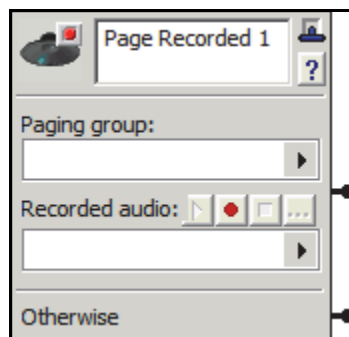 Page Recorded 1
?
Paging group:
Recorded audio: ...
Otherwise